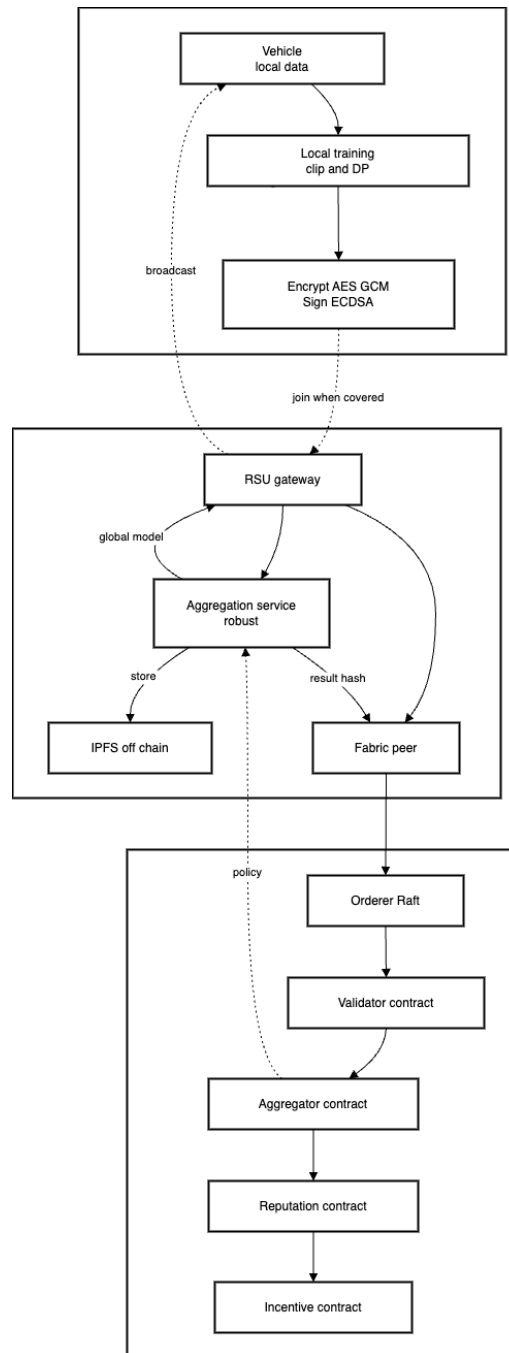 Vehicle
local data
Local training
clip and DP
broadcast
Encrypt AES GCM
Sign ECDSA
join when covered
RSU gateway
global model
Aggregation service
robust
store
result hash
IPFS off chain
Fabric peer
policy
Orderer Raft
Validator contract
Aggregator contract
Reputation contract
Incentive contract